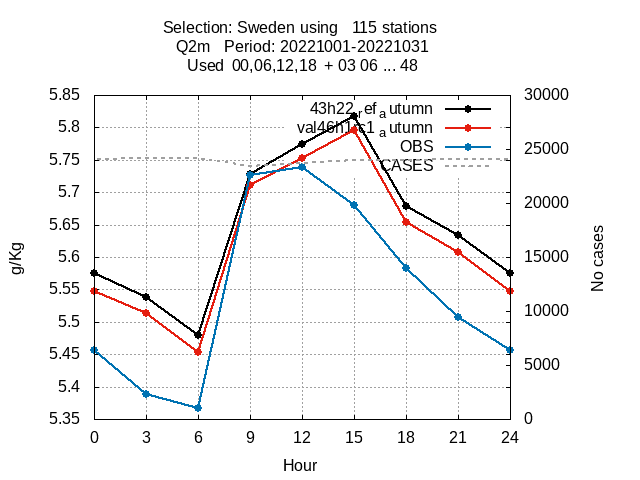 Selection: Sweden using   115 stations
Q2m   Period: 20221001-20221031
Used  00,06,12,18  + 03 06 ... 48
43h22_ref_autumn
val46h1rc1_autumn
OBS
CASES
5.85
5.8
5.75
5.7
5.65
5.6
5.55
5.5
5.45
5.4
5.35
30000
25000
20000
15000
10000
5000
0
g/Kg
No cases
0 3 6 9 12 15 18 21 24
Hour